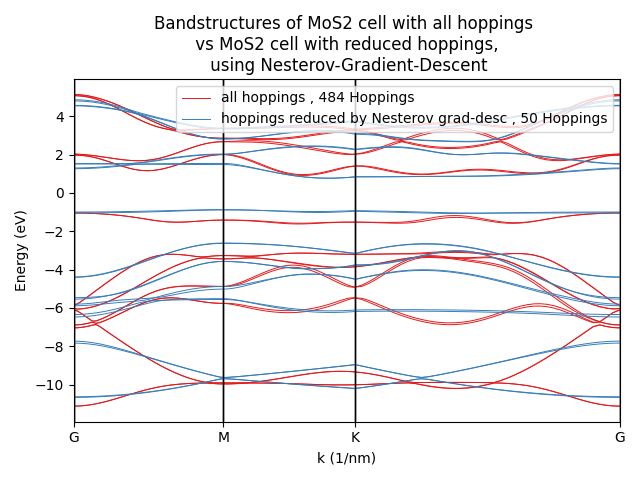 Bandstructures of MoS2 cell with all hoppings
vs MoS2 cell with reduced hoppings,
using Nesterov-Gradient-Descent
all hoppings , 484 Hoppings
hoppings reduced by Nesterov grad-desc , 50 Hoppings
4
2
0
−2
−4
−6
−8
−10
Energy (eV)
G M K G
k (1/nm)